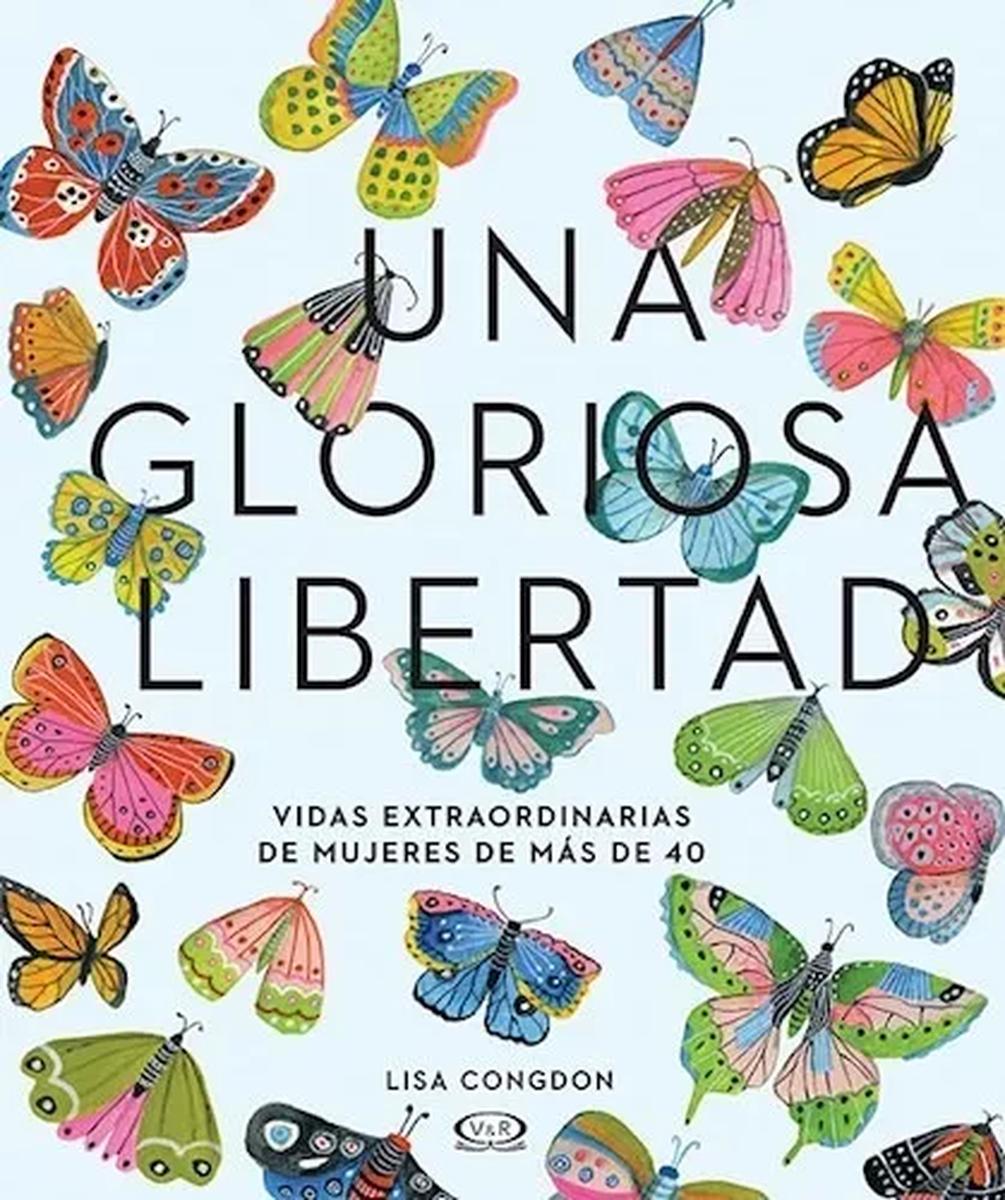 UNA
GLORIOSA
LIBERTAD
VIDAS EXTRAORDINARIAS
DE MUJERES DE MÁS DE 40
LISA CONGDON
V&R